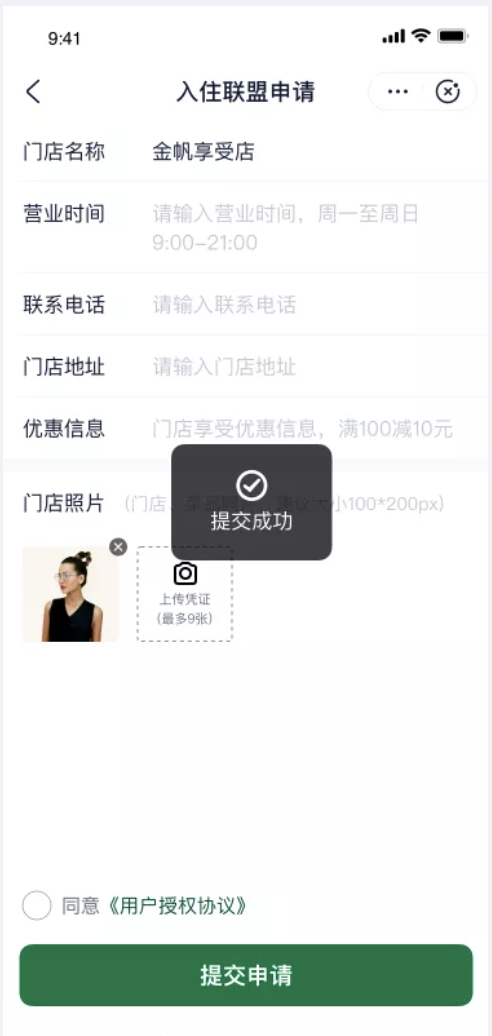 9:41
入住联盟申请
门店名称 金帆享受店
营业时间 请输入营业时间，周一至周日
9:00-21:00
联系电话 请输入联系电话
门店地址 请输入门店地址
优惠信息 门店享受优惠信息，满100减10元
门店照片 （门店、 建议大小100*200px）
提交成功
上传凭证
(最多9张)
同意《用户授权协议》
提交申请